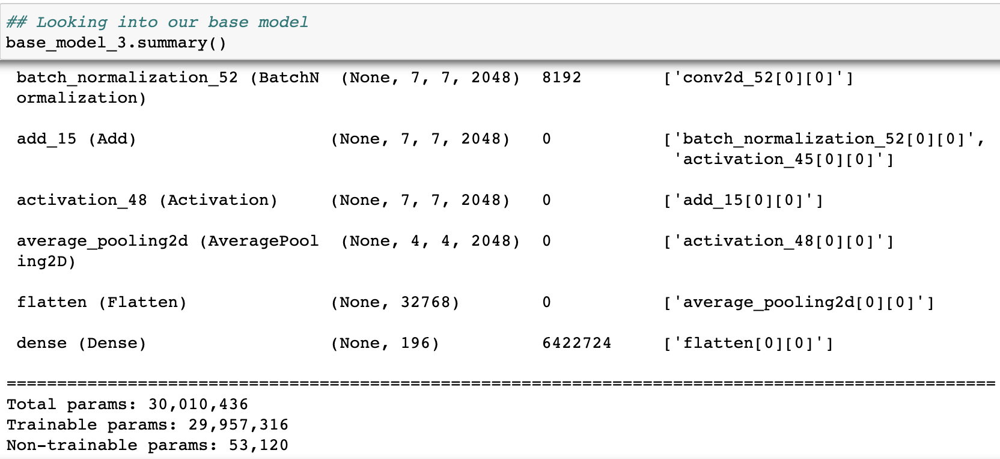 ## Looking into our base model
base_model_3.summary()
batch_normalization_52 (BatchN  (None, 7, 7, 2048)  8192        ['conv2d_52[0][0]']
ormalization)
add_15 (Add)                   (None, 7, 7, 2048)   0           ['batch_normalization_52[0][0]',
                                                                 'activation_45[0][0]']
activation_48 (Activation)     (None, 7, 7, 2048)   0           ['add_15[0][0]']
average_pooling2d (AveragePool  (None, 4, 4, 2048)  0           ['activation_48[0][0]']
ing2D)
flatten (Flatten)              (None, 32768)        0           ['average_pooling2d[0][0]']
dense (Dense)                  (None, 196)          6422724     ['flatten[0][0]']
==================================================================================================
Total params: 30,010,436
Trainable params: 29,957,316
Non-trainable params: 53,120